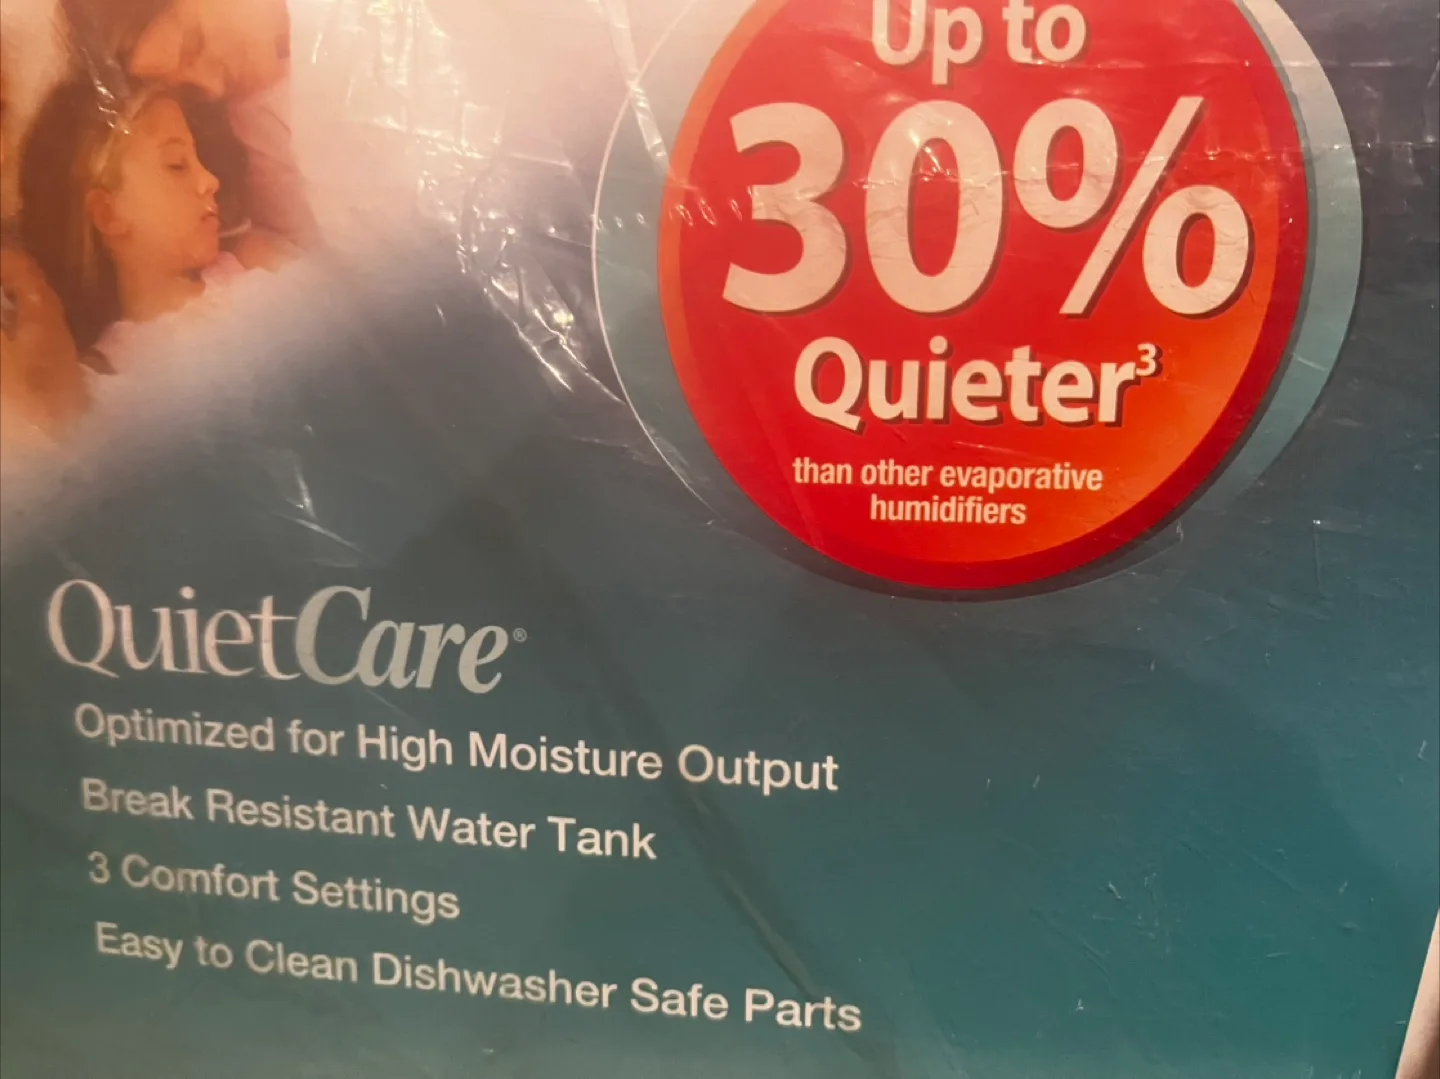 Up to
30%
Quieter³
than other evaporative
humidifiers
QuietCare®
Optimized for High Moisture Output
Break Resistant Water Tank
3 Comfort Settings
Easy to Clean Dishwasher Safe Parts